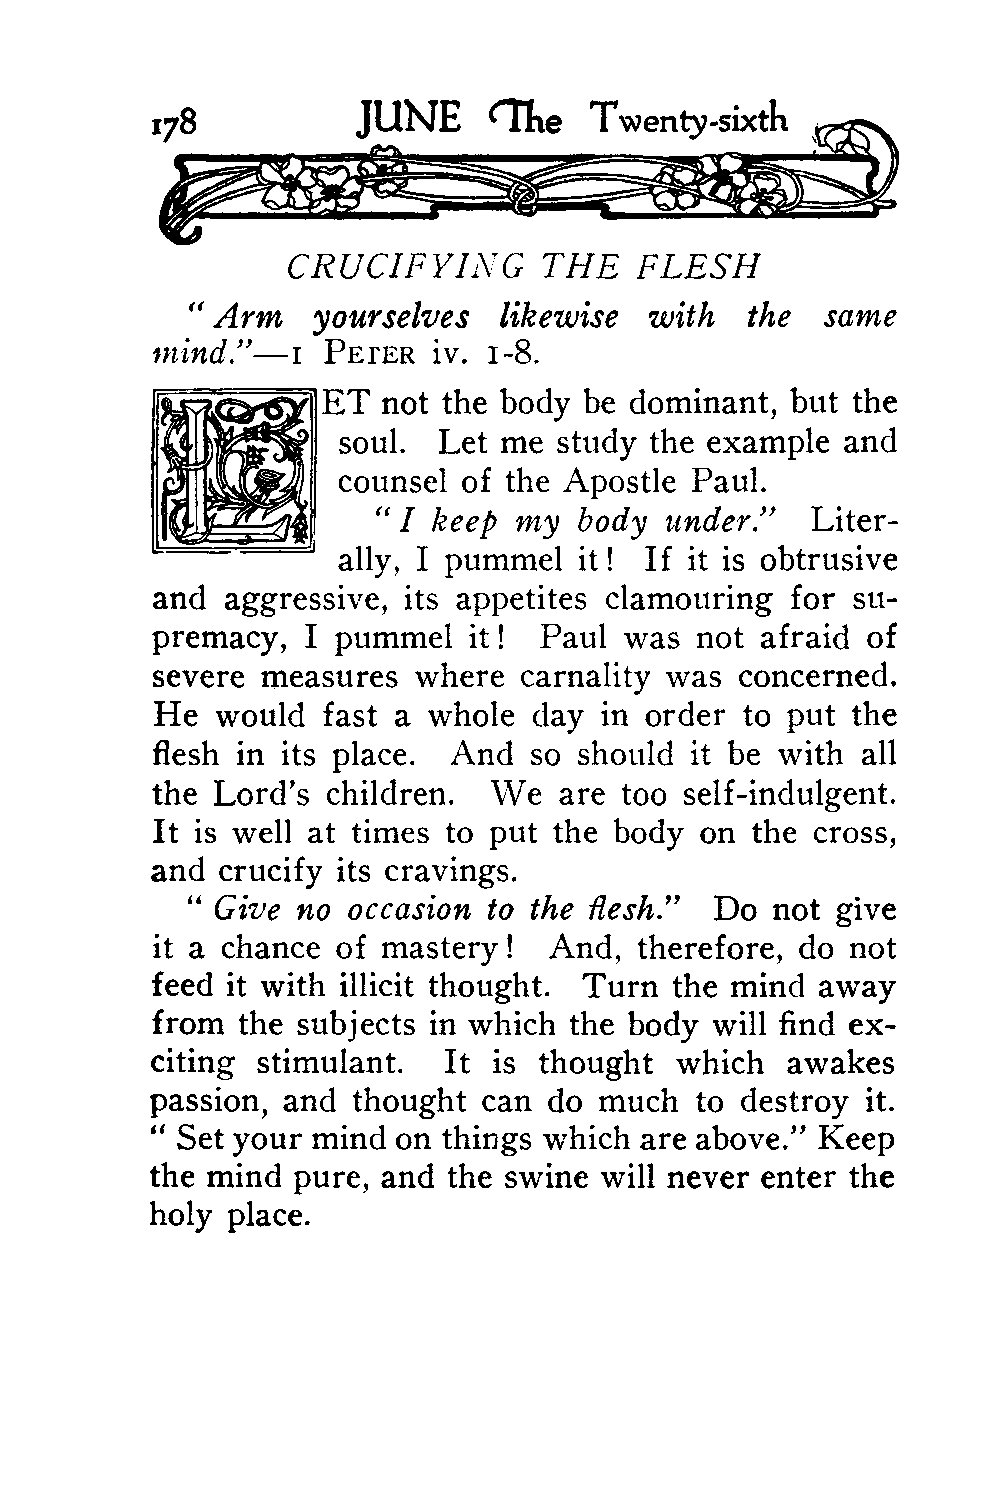 178 JUNE The Twenty-sixth
CRUCIFYING THE FLESH
“ Arm yourselves likewise with the same
mind.”—1 PETER iv. 1-8.
LET not the body be dominant, but the
soul. Let me study the example and
counsel of the Apostle Paul.
“ I keep my body under.” Liter-
ally, I pummel it! If it is obtrusive
and aggressive, its appetites clamouring for su-
premacy, I pummel it! Paul was not afraid of
severe measures where carnality was concerned.
He would fast a whole day in order to put the
flesh in its place. And so should it be with all
the Lord’s children. We are too self-indulgent.
It is well at times to put the body on the cross,
and crucify its cravings.
“ Give no occasion to the flesh.” Do not give
it a chance of mastery! And, therefore, do not
feed it with illicit thought. Turn the mind away
from the subjects in which the body will find ex-
citing stimulant. It is thought which awakes
passion, and thought can do much to destroy it.
“ Set your mind on things which are above.” Keep
the mind pure, and the swine will never enter the
holy place.